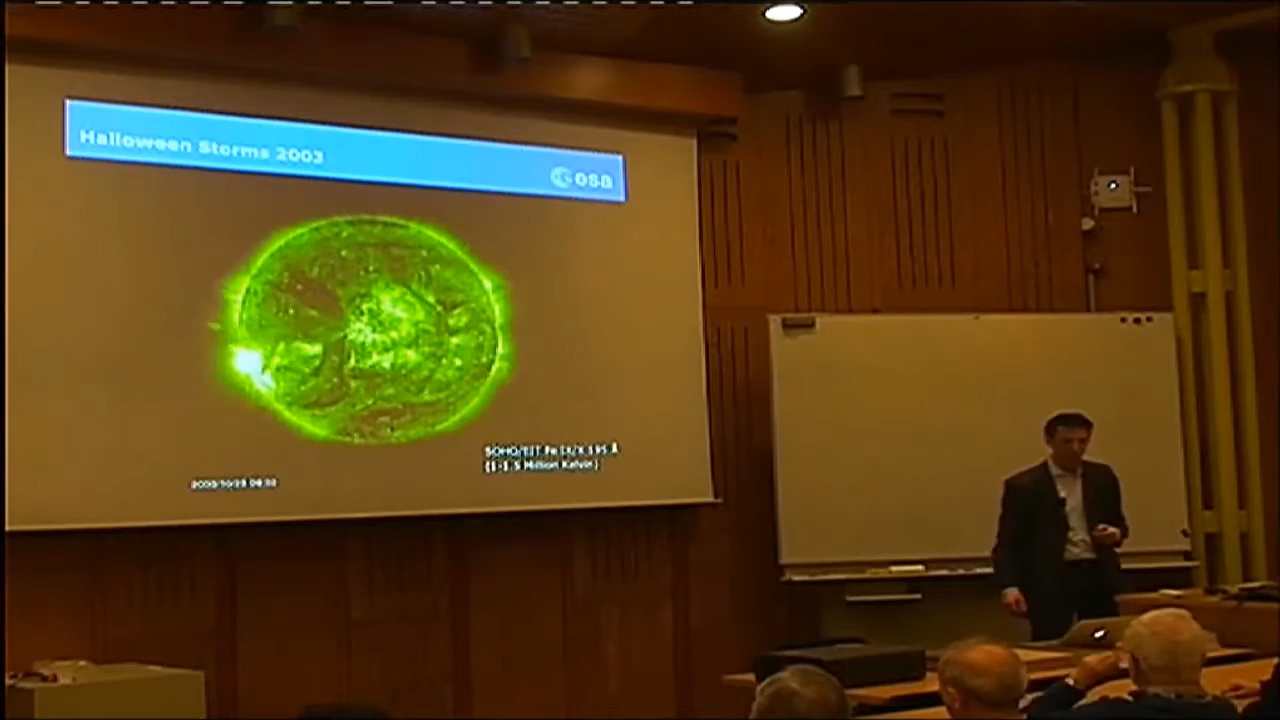 Halloween Storms 2003
esa
SOHO/EIT Fe IX/X 195 Å
(1-1.5 Million Kelvin)